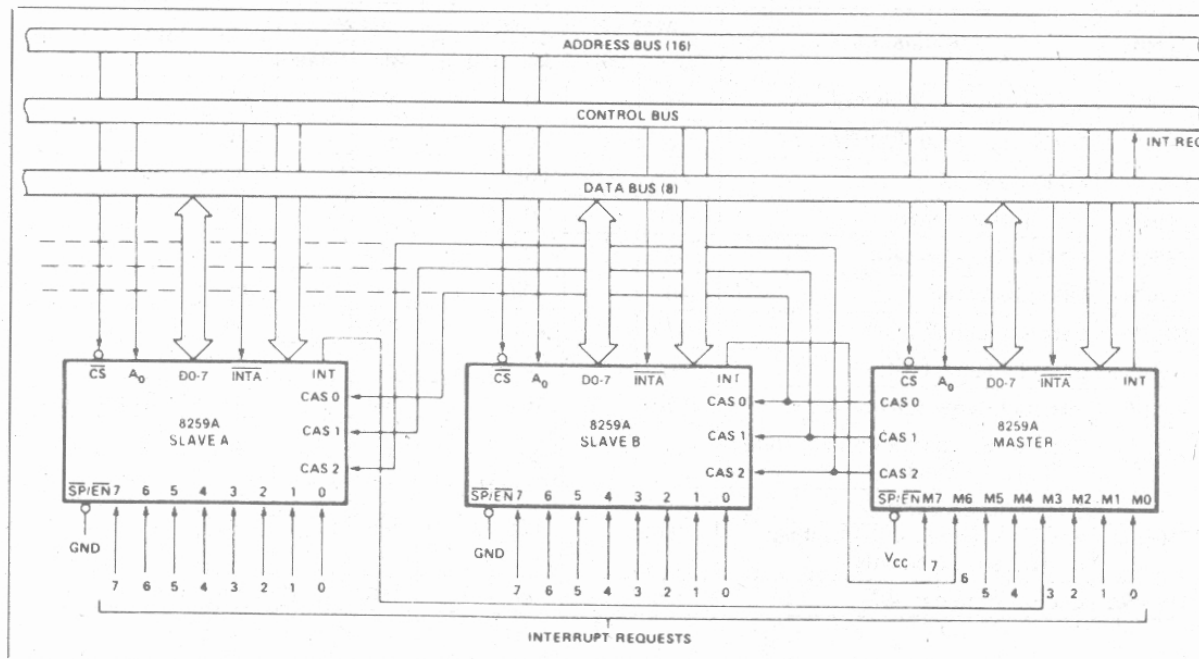 ADDRESS BUS (16)
CONTROL BUS
INT REQ
DATA BUS (8)
CS A0 D0-7 INTA INT
CS A0 D0-7 INTA INT
CS A0 D0-7 INTA INT
CAS 0
CAS 0
CAS 0
8259A
SLAVE A
8259A
SLAVE B
8259A
MASTER
CAS 1
CAS 1
CAS 1
CAS 2
CAS 2
CAS 2
SP/EN 7 6 5 4 3 2 1 0
SP/EN 7 6 5 4 3 2 1 0
SP/EN M7 M6 M5 M4 M3 M2 M1 M0
GND
GND
VCC
7 6 5 4 3 2 1 0
7 6 5 4 3 2 1 0
7 6 5 4 3 2 1 0
INTERRUPT REQUESTS